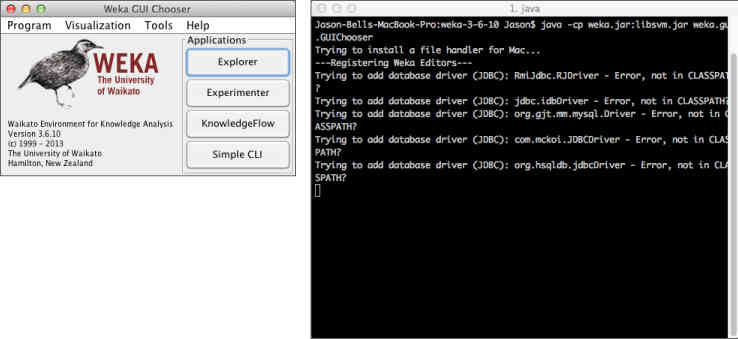 Weka GUI Chooser
Program Visualization Tools Help
Applications
WEKA
The University
of Waikato
Explorer
Experimenter
KnowledgeFlow
Simple CLI
Waikato Environment for Knowledge Analysis
Version 3.6.10
(c) 1999 - 2013
The University of Waikato
Hamilton, New Zealand
1. java
Jason-Bells-MacBook-Pro:weka-3-6-10 Jason$ java -cp weka.jar:libsvm.jar weka.gu
.GUIChooser
Trying to install a file handler for Mac...
---Registering Weka Editors---
Trying to add database driver (JDBC): RmiJdbc.RJDriver - Error, not in CLASSPAT
?
Trying to add database driver (JDBC): jdbc.idbDriver - Error, not in CLASSPATH?
Trying to add database driver (JDBC): org.gjt.mm.mysql.Driver - Error, not in C
ASSPATH?
Trying to add database driver (JDBC): com.mckoi.JDBCDriver - Error, not in CLAS
PATH?
Trying to add database driver (JDBC): org.hsqldb.jdbcDriver - Error, not in CLA
SPATH?